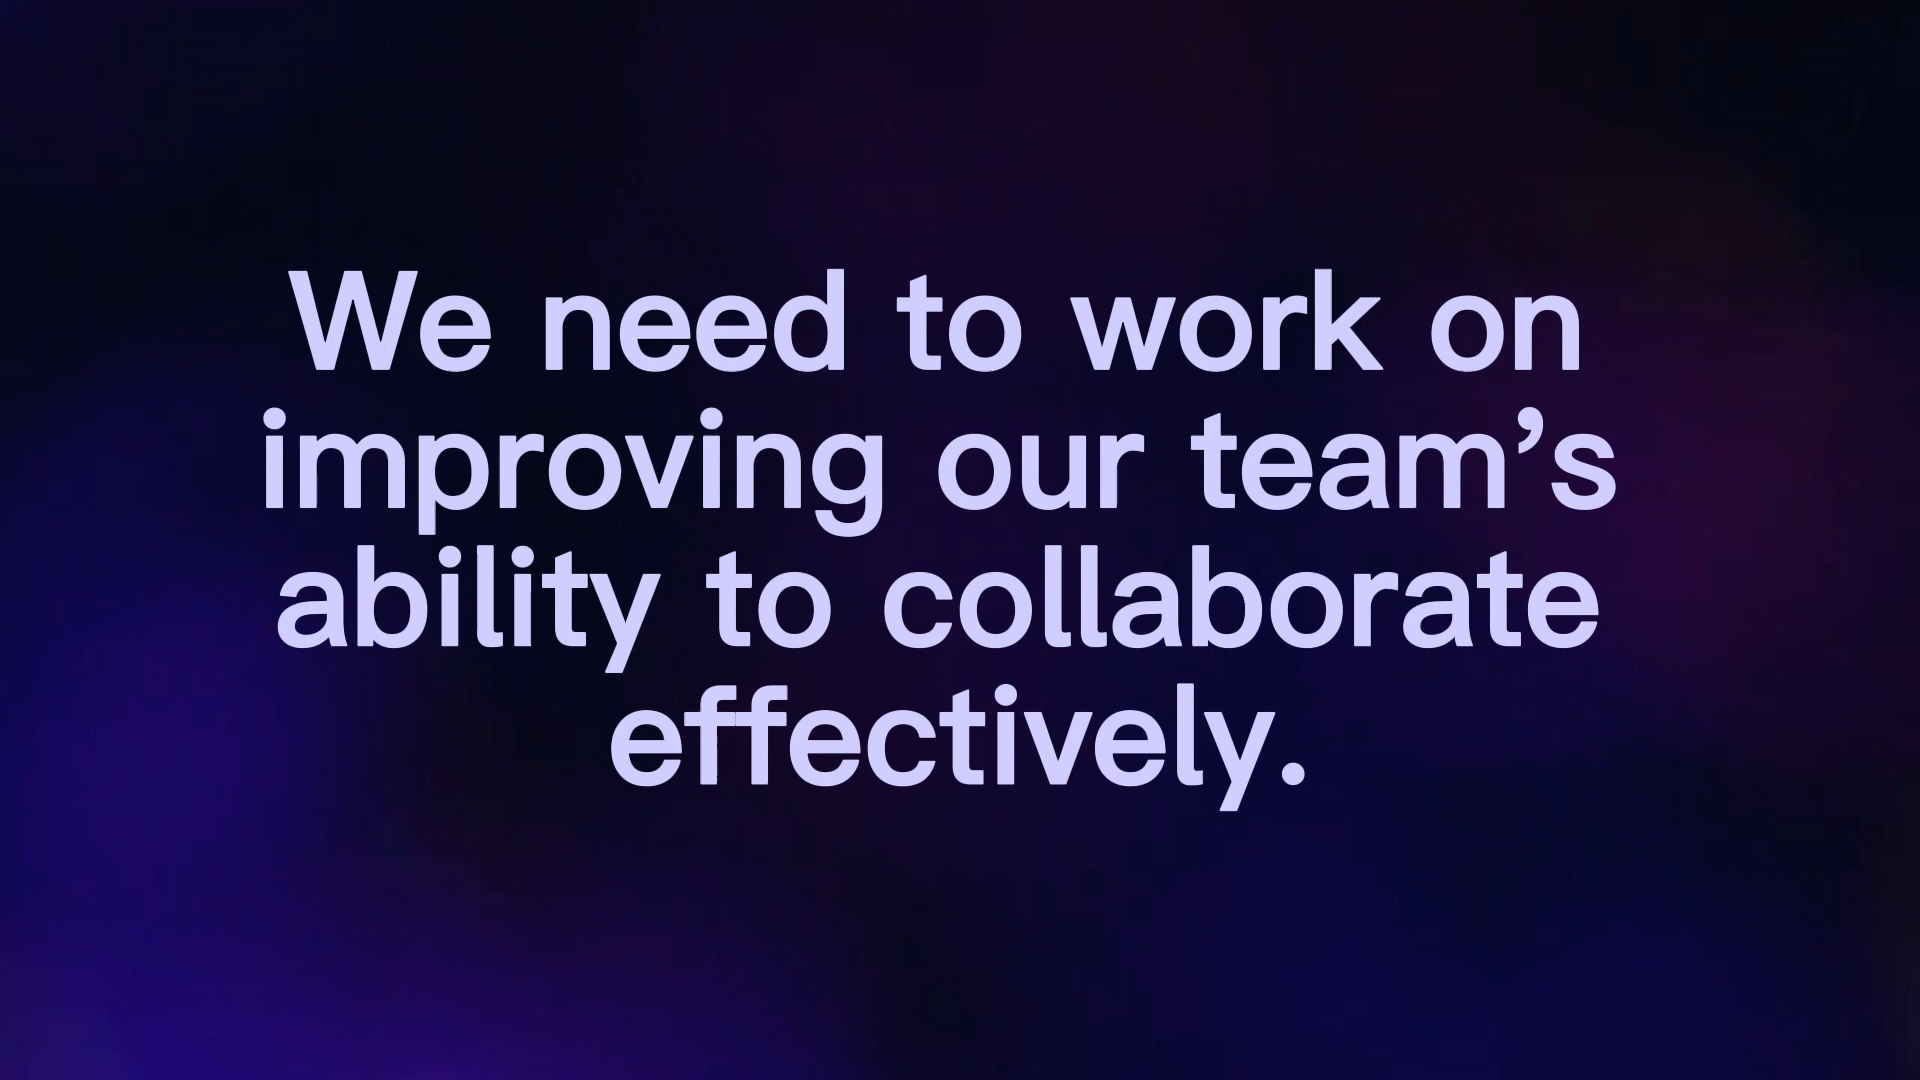 We need to work on
improving our team’s
ability to collaborate
effectively.